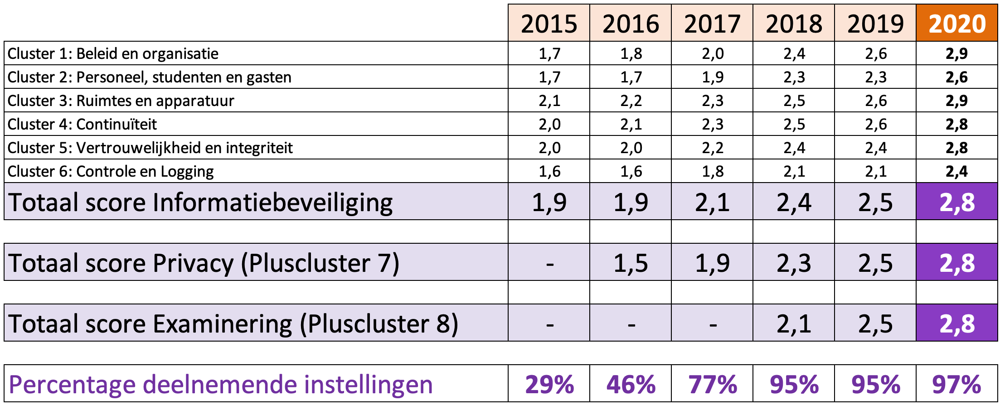 2015 2016 2017 2018 2019 2020
Cluster 1: Beleid en organisatie 1,7 1,8 2,0 2,4 2,6 2,9
Cluster 2: Personeel, studenten en gasten 1,7 1,7 1,9 2,3 2,3 2,6
Cluster 3: Ruimtes en apparatuur 2,1 2,2 2,3 2,5 2,6 2,9
Cluster 4: Continuïteit 2,0 2,1 2,3 2,5 2,6 2,8
Cluster 5: Vertrouwelijkheid en integriteit 2,0 2,0 2,2 2,4 2,4 2,8
Cluster 6: Controle en Logging 1,6 1,6 1,8 2,1 2,1 2,4
Totaal score Informatiebeveiliging 1,9 1,9 2,1 2,4 2,5 2,8
Totaal score Privacy (Pluscluster 7) - 1,5 1,9 2,3 2,5 2,8
Totaal score Examinering (Pluscluster 8) - - - 2,1 2,5 2,8
Percentage deelnemende instellingen 29% 46% 77% 95% 95% 97%